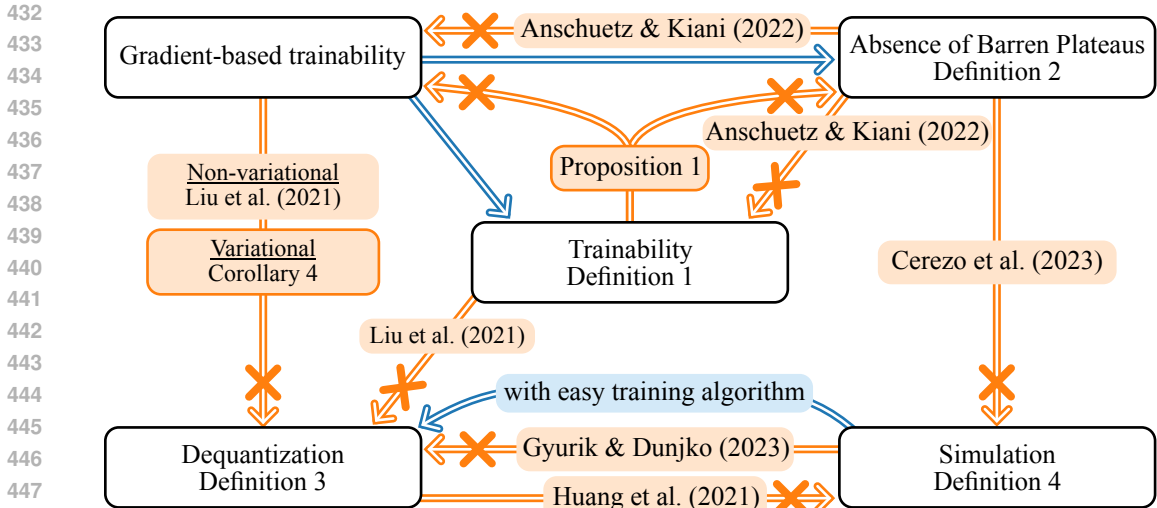 432
433
434
435
436
437
438
439
440
441
442
443
444
445
446
447
Gradient-based trainability
Anschuetz & Kiani (2022)
Absence of Barren Plateaus
Definition 2
Anschuetz & Kiani (2022)
Proposition 1
Non-variational
Liu et al. (2021)
Variational
Corollary 4
Trainability
Definition 1
Cerezo et al. (2023)
Liu et al. (2021)
with easy training algorithm
Dequantization
Definition 3
Gyurik & Dunjko (2023)
Simulation
Definition 4
Huang et al. (2021)